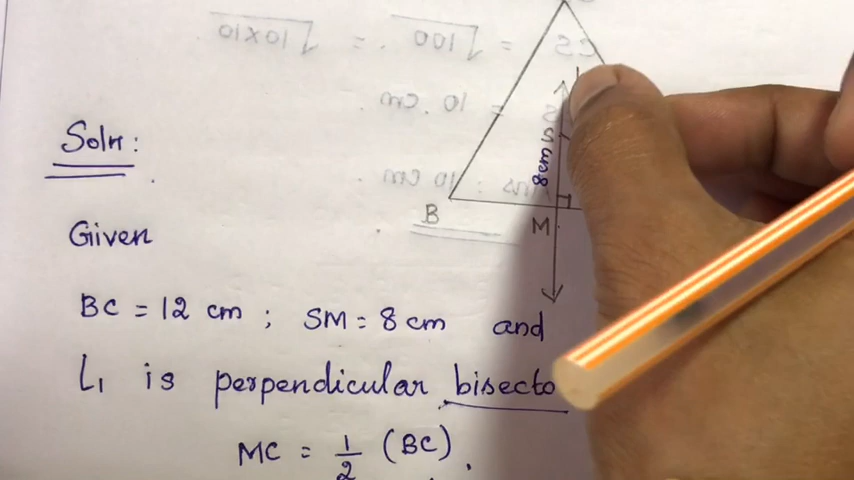 8cm
S
B
M
Soln:
Given
BC = 12 cm ; SM = 8 cm and
L1 is perpendicular bisecto
MC = 1/2 (BC).